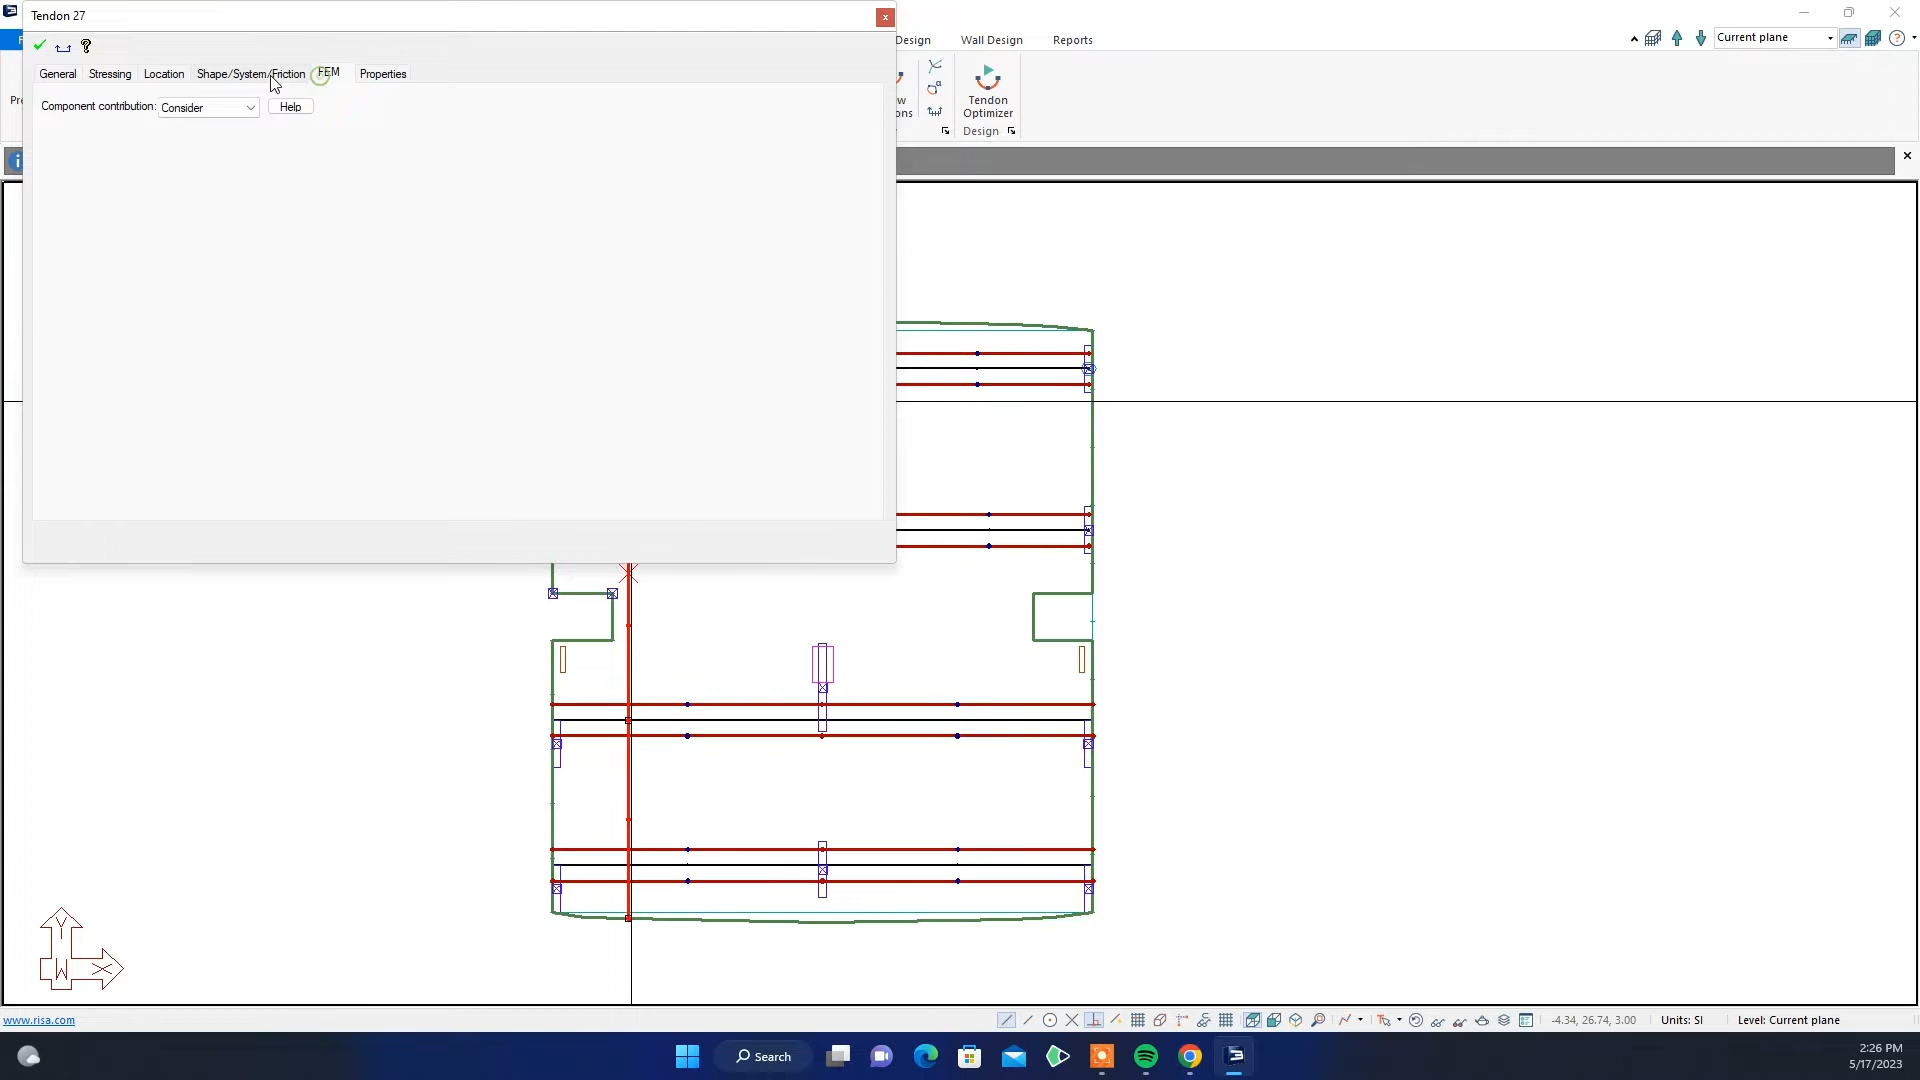 Tendon 27
x
General Stressing Location Shape/System/Friction FEM Properties
Component contribution: Consider Help
Design Wall Design Reports
Current plane
Tendon
Optimizer
Design
Y
W X
www.risa.com
-4.34, 26.74, 3.00 Units: SI Level: Current plane
Search
2:26 PM
5/17/2023